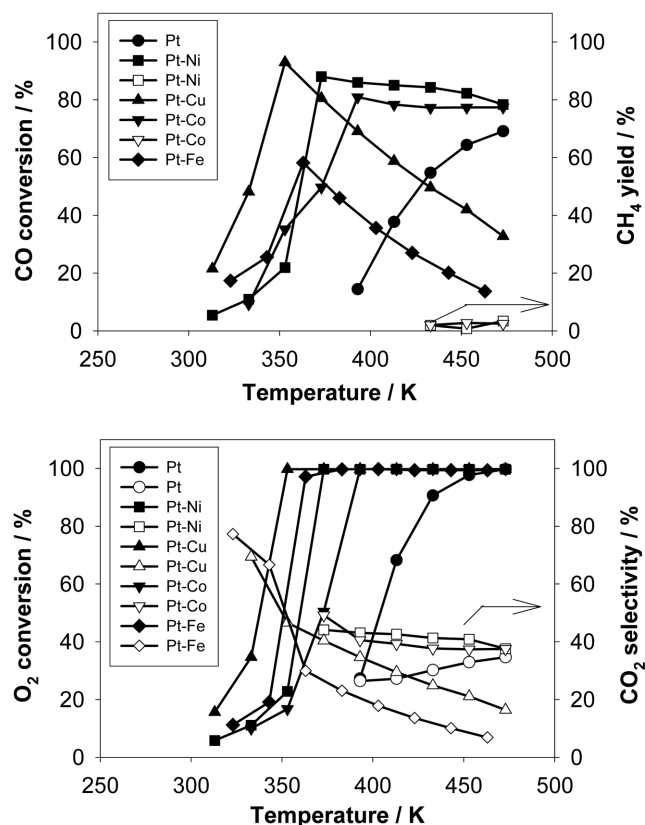 100
80
60
40
20
0
CO conversion / %
Pt
Pt-Ni
Pt-Ni
Pt-Cu
Pt-Co
Pt-Co
Pt-Fe
100
80
60
40
20
0
CH4 yield / %
250 300 350 400 450 500
Temperature / K
100
80
60
40
20
0
O2 conversion / %
Pt
Pt
Pt-Ni
Pt-Ni
Pt-Cu
Pt-Cu
Pt-Co
Pt-Co
Pt-Fe
Pt-Fe
100
80
60
40
20
0
CO2 selectivity / %
250 300 350 400 450 500
Temperature / K